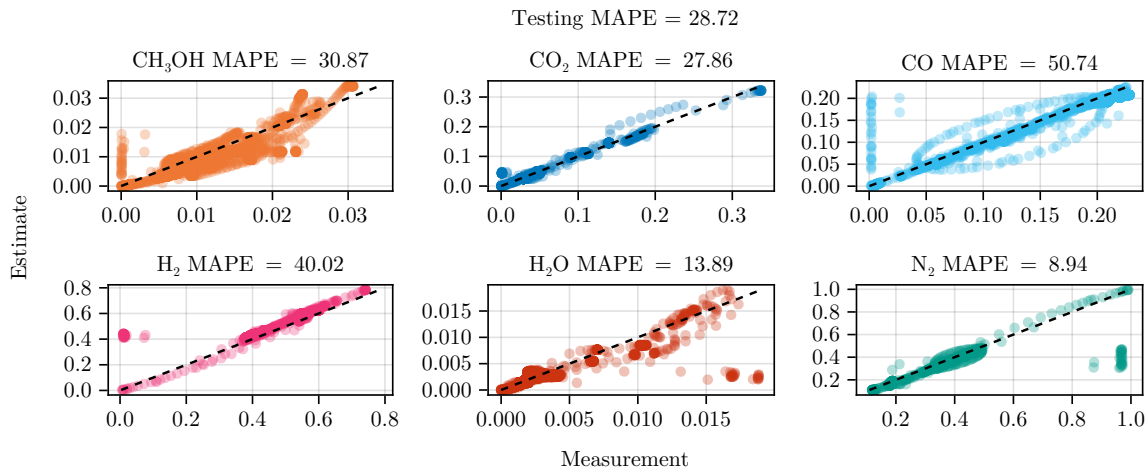 Testing MAPE = 28.72
CH₃OH MAPE = 30.87
CO₂ MAPE = 27.86
CO MAPE = 50.74
0.03
0.02
0.01
0.00
0.00 0.01 0.02 0.03
0.3
0.2
0.1
0.0
0.0 0.1 0.2 0.3
0.20
0.15
0.10
0.05
0.00
0.00 0.05 0.10 0.15 0.20
Estimate
H₂ MAPE = 40.02
H₂O MAPE = 13.89
N₂ MAPE = 8.94
0.8
0.6
0.4
0.2
0.0
0.0 0.2 0.4 0.6 0.8
0.015
0.010
0.005
0.000
0.000 0.005 0.010 0.015
1.0
0.8
0.6
0.4
0.2
0.2 0.4 0.6 0.8 1.0
Measurement